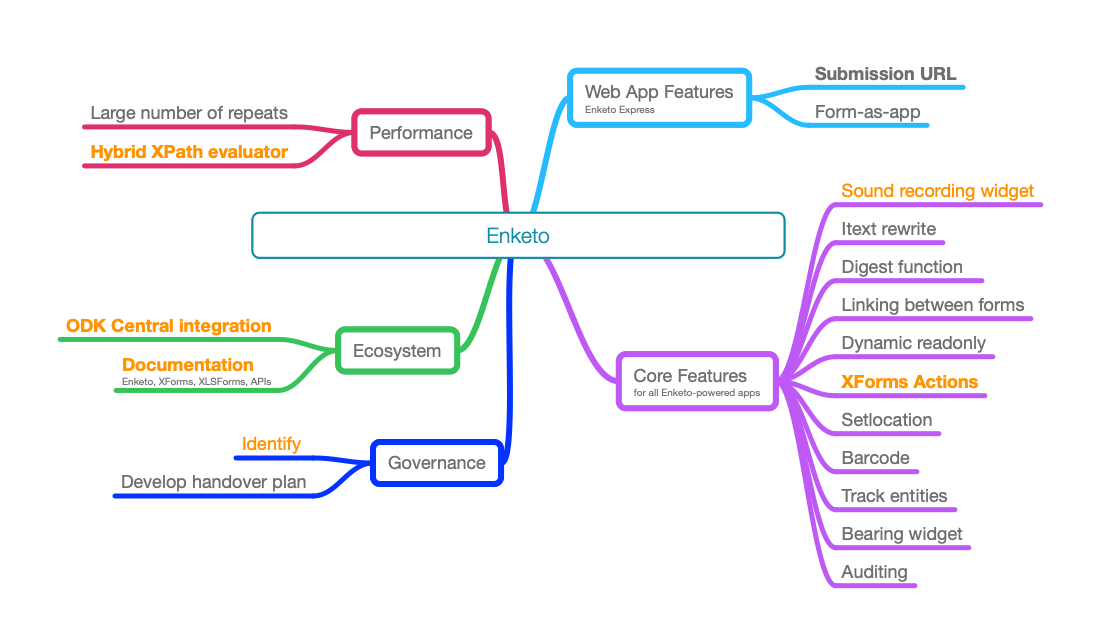 Enketo
Web App Features
Enketo Express
Submission URL
Form-as-app
Core Features
for all Enketo-powered apps
Sound recording widget
Itext rewrite
Digest function
Linking between forms
Dynamic readonly
XForms Actions
Setlocation
Barcode
Track entities
Bearing widget
Auditing
Performance
Large number of repeats
Hybrid XPath evaluator
Ecosystem
ODK Central integration
Documentation
Enketo, XForms, XLSForms, APIs
Governance
Identify
Develop handover plan